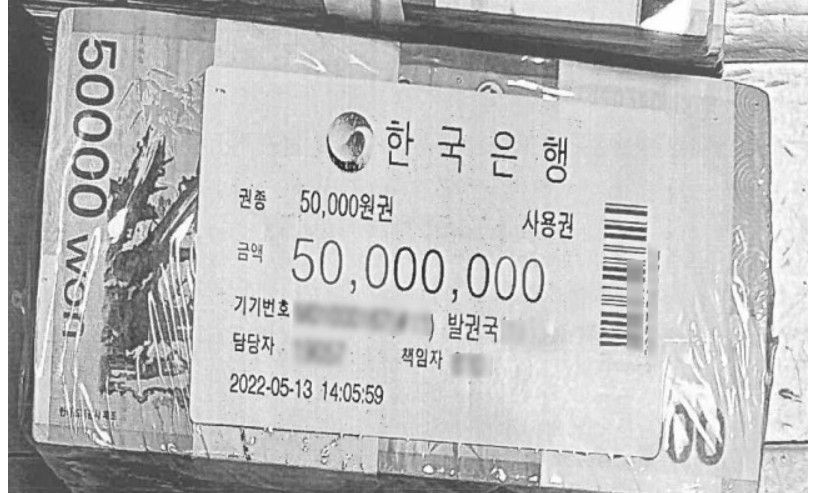 50000 won
한국은행
권종 50,000원권 사용권
금액 50,000,000
기기번호 ) 발권국
담당자 책임자
2022-05-13 14:05:59
00